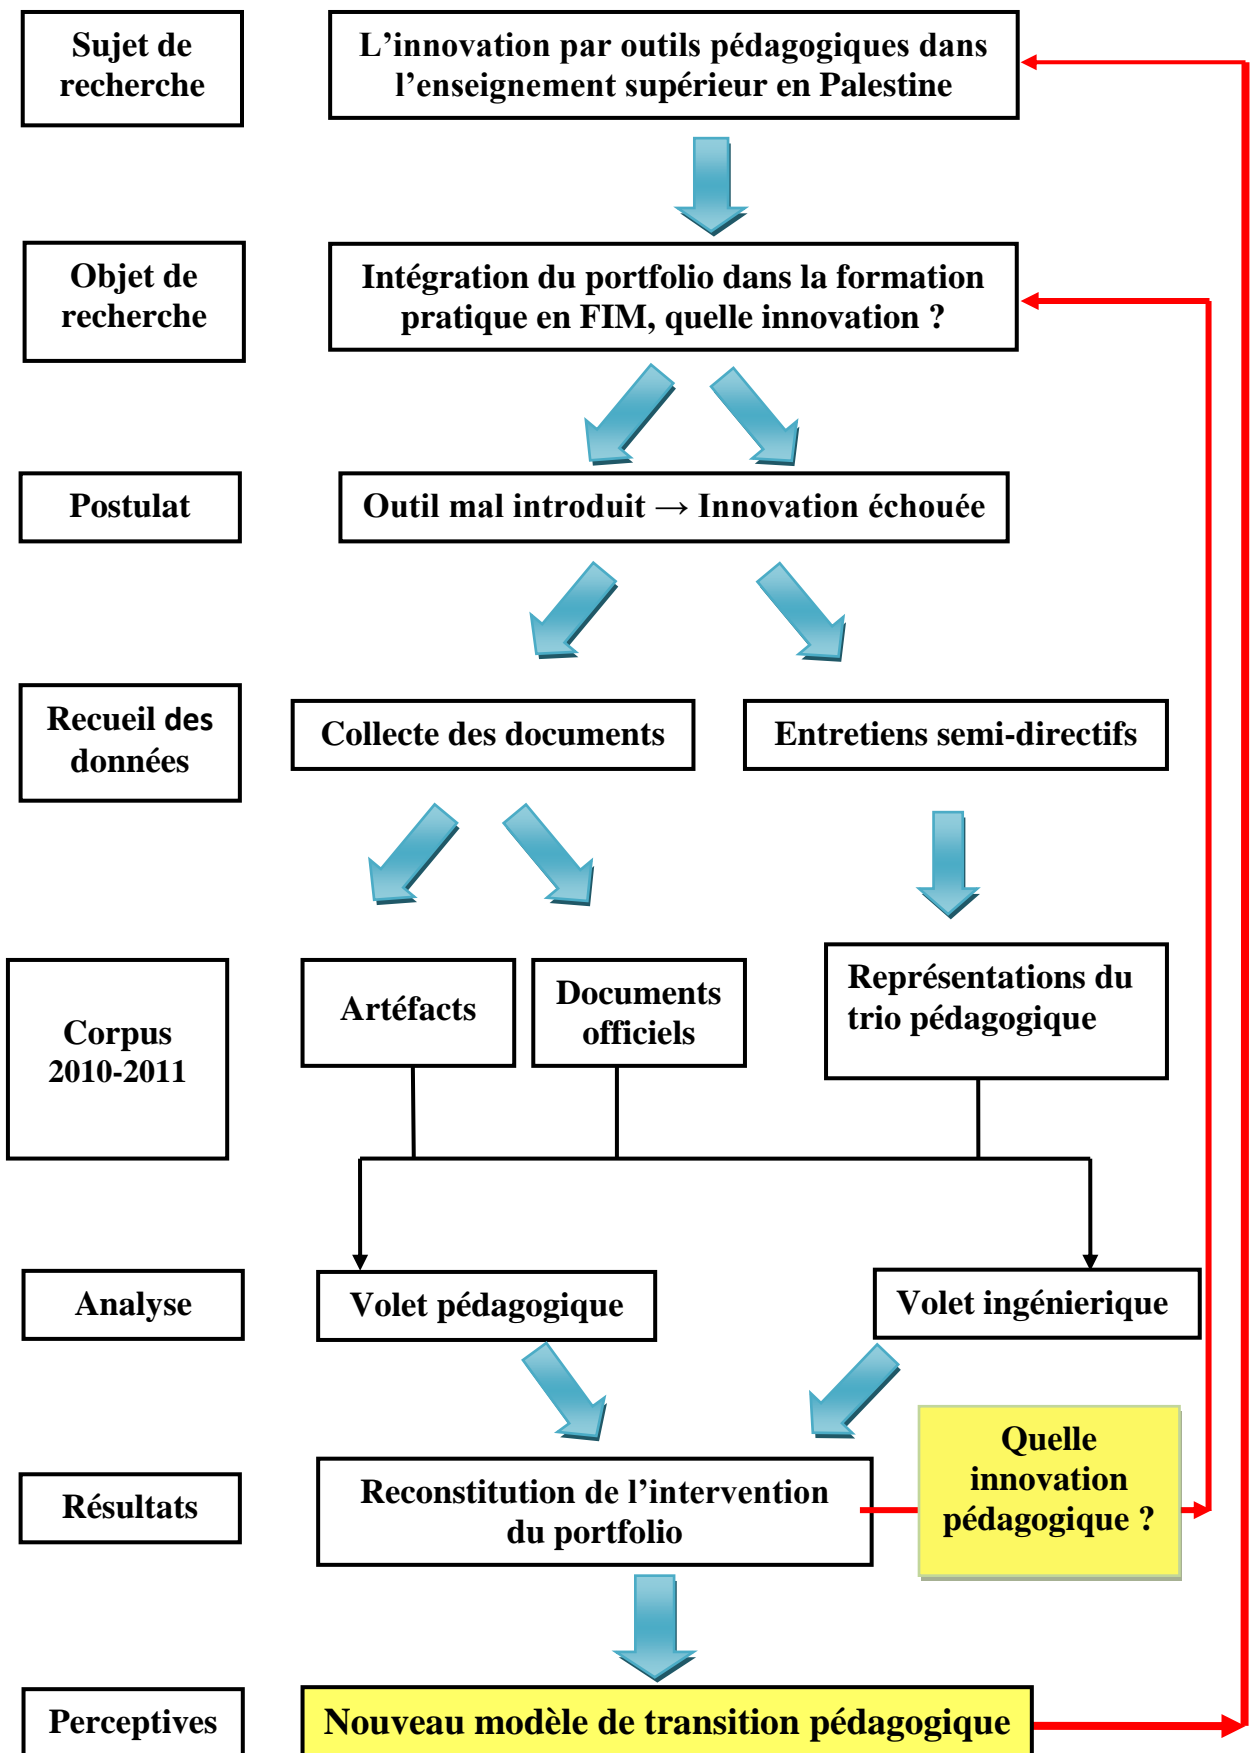 Sujet de
recherche
L’innovation par outils pédagogiques dans
l’enseignement supérieur en Palestine
Objet de
recherche
Intégration du portfolio dans la formation
pratique en FIM, quelle innovation ?
Postulat
Outil mal introduit → Innovation échouée
Recueil des
données
Collecte des documents
Entretiens semi-directifs
Corpus
2010-2011
Artéfacts
Documents
officiels
Représentations du
trio pédagogique
Analyse
Volet pédagogique
Volet ingénierique
Résultats
Reconstitution de l’intervention
du portfolio
Quelle
innovation
pédagogique ?
Perceptives
Nouveau modèle de transition pédagogique